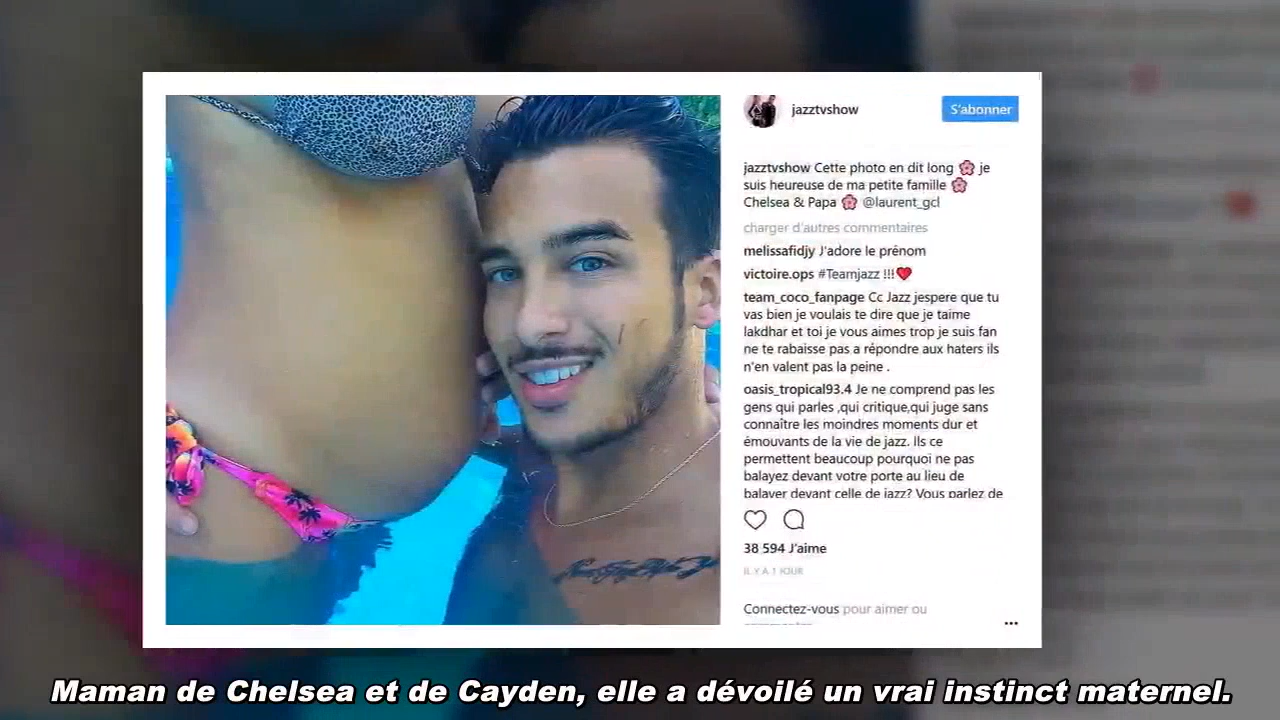 jazztvshow
S'abonner
jazztvshow Cette photo en dit long 🌸 je
suis heureuse de ma petite famille 🌸
Chelsea & Papa 🌸 @laurent_gcl
charger d'autres commentaires
melissafidjy J'adore le prénom
victoire.ops #Teamjazz !!!❤️
team_coco_fanpage Cc Jazz jespere que tu
vas bien je voulais te dire que je taime
lakdhar et toi je vous aimes trop je suis fan
ne te rabaisse pas a répondre aux haters ils
n'en valent pas la peine .
oasis_tropical93.4 Je ne comprend pas les
gens qui parles ,qui critique,qui juge sans
connaître les moindres moments dur et
émouvants de la vie de jazz. Ils ce
permettent beaucoup pourquoi ne pas
balayez devant votre porte au lieu de
balayer devant celle de jazz? Vous parlez de
38 594 J'aime
IL Y A 1 JOUR
Connectez-vous pour aimer ou
Maman de Chelsea et de Cayden, elle a dévoilé un vrai instinct maternel.